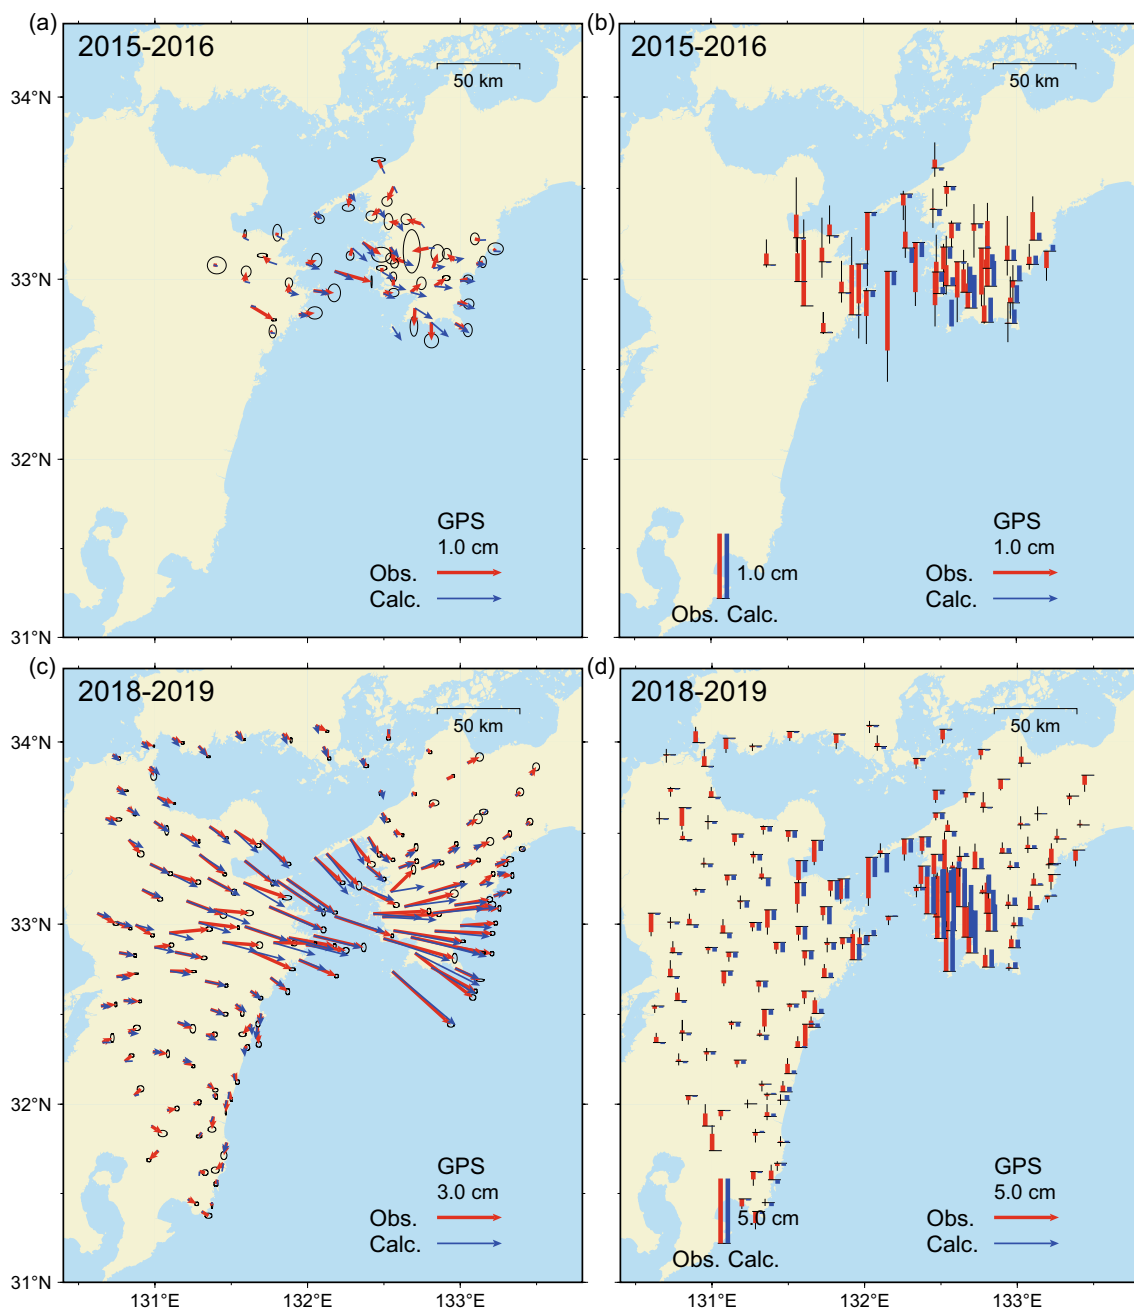 (a)
2015-2016
50 km
34°N
33°N
32°N
31°N
GPS
1.0 cm
Obs.
Calc.
(b)
2015-2016
50 km
GPS
1.0 cm
Obs.
Calc.
1.0 cm
Obs. Calc.
(c)
2018-2019
50 km
34°N
33°N
32°N
31°N
131°E
132°E
133°E
GPS
3.0 cm
Obs.
Calc.
(d)
2018-2019
50 km
GPS
5.0 cm
Obs.
Calc.
5.0 cm
Obs. Calc.
131°E
132°E
133°E